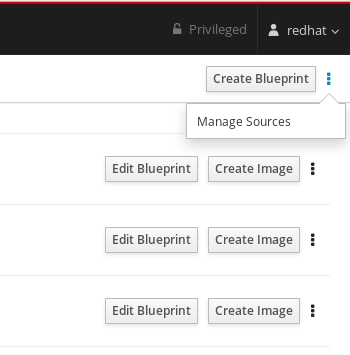 Privileged redhat
Create Blueprint
Manage Sources
Edit Blueprint Create Image
Edit Blueprint Create Image
Edit Blueprint Create Image